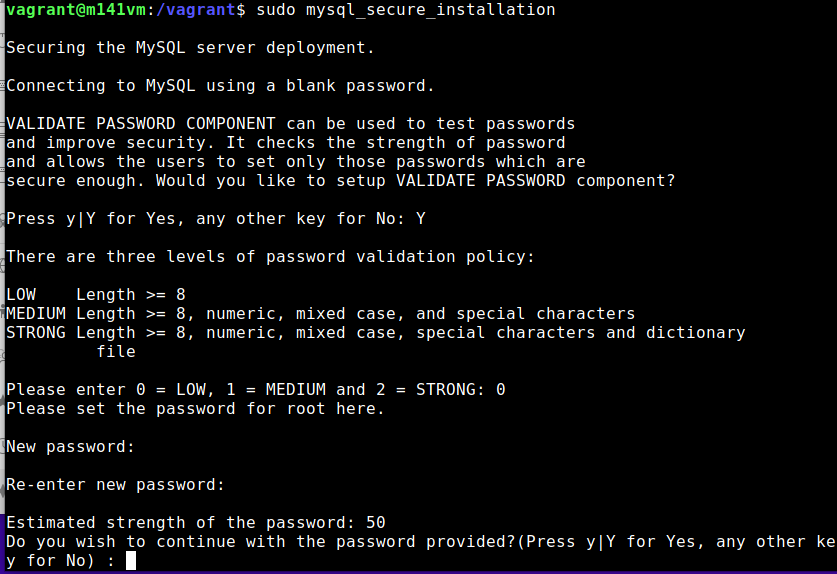 vagrant@m141vm:/vagrant$ sudo mysql_secure_installation
Securing the MySQL server deployment.
Connecting to MySQL using a blank password.
VALIDATE PASSWORD COMPONENT can be used to test passwords
and improve security. It checks the strength of password
and allows the users to set only those passwords which are
secure enough. Would you like to setup VALIDATE PASSWORD component?
Press y|Y for Yes, any other key for No: Y
There are three levels of password validation policy:
LOW    Length >= 8
MEDIUM Length >= 8, numeric, mixed case, and special characters
STRONG Length >= 8, numeric, mixed case, special characters and dictionary
         file
Please enter 0 = LOW, 1 = MEDIUM and 2 = STRONG: 0
Please set the password for root here.
New password:
Re-enter new password:
Estimated strength of the password: 50
Do you wish to continue with the password provided?(Press y|Y for Yes, any other ke
y for No) :